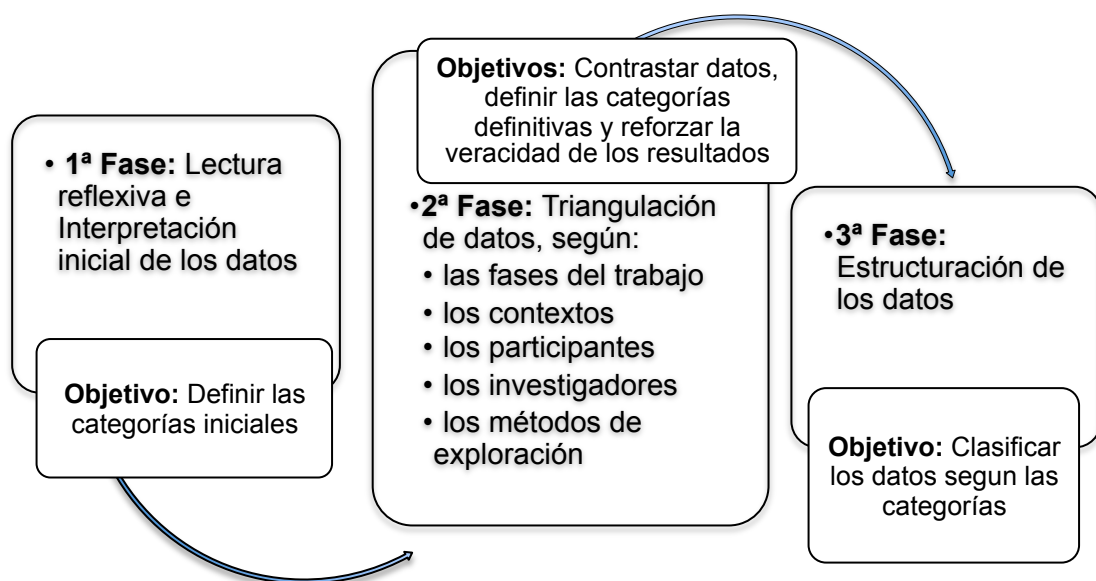 • 1ª Fase: Lectura
reflexiva e
Interpretación
inicial de los datos
Objetivo: Definir las
categorías iniciales
Objetivos: Contrastar datos,
definir las categorías
definitivas y reforzar la
veracidad de los resultados
•2ª Fase: Triangulación
de datos, según:
• las fases del trabajo
• los contextos
• los participantes
• los investigadores
• los métodos de
exploración
•3ª Fase:
Estructuración de
los datos
Objetivo: Clasificar
los datos segun las
categorías